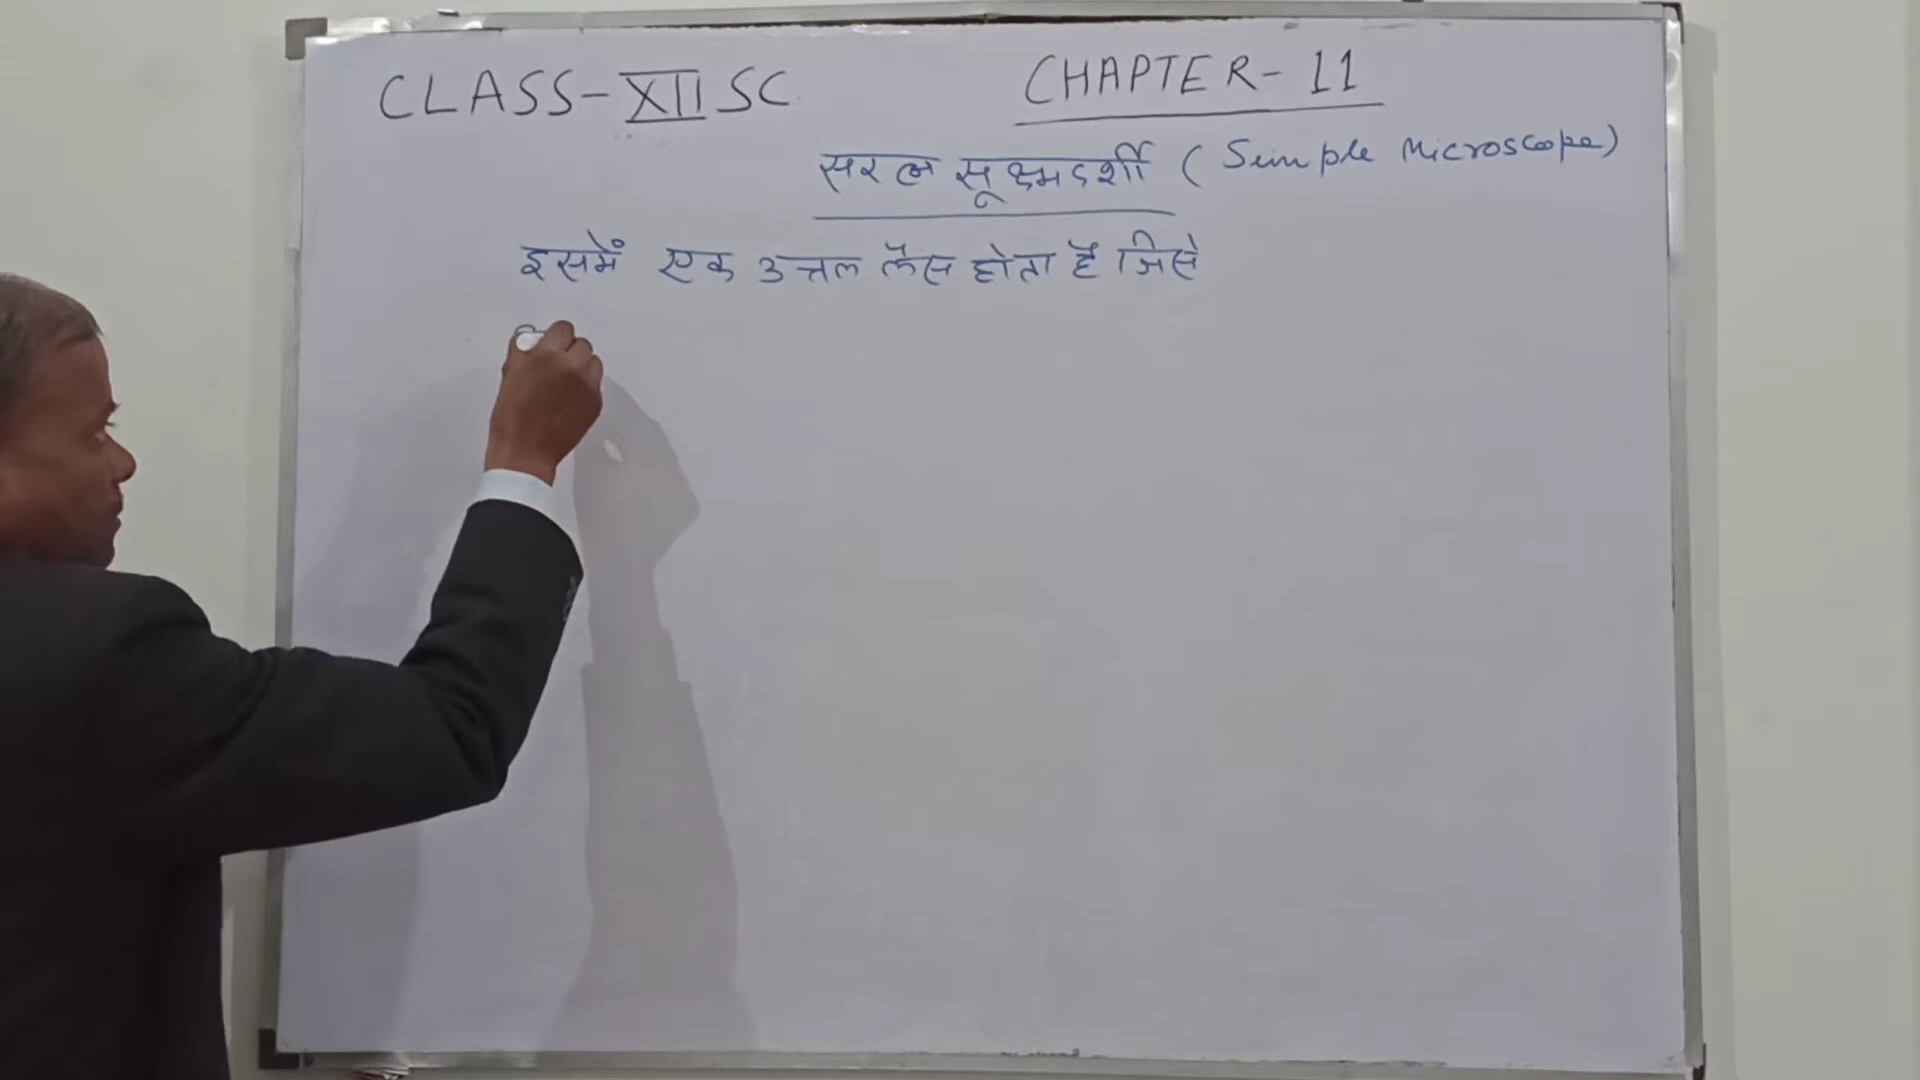 CLASS-XII SC CHAPTER-11
सरल सूक्ष्मदर्शी (Simple Microscope)
इसमें एक उत्तल लेंस होता है जिसे